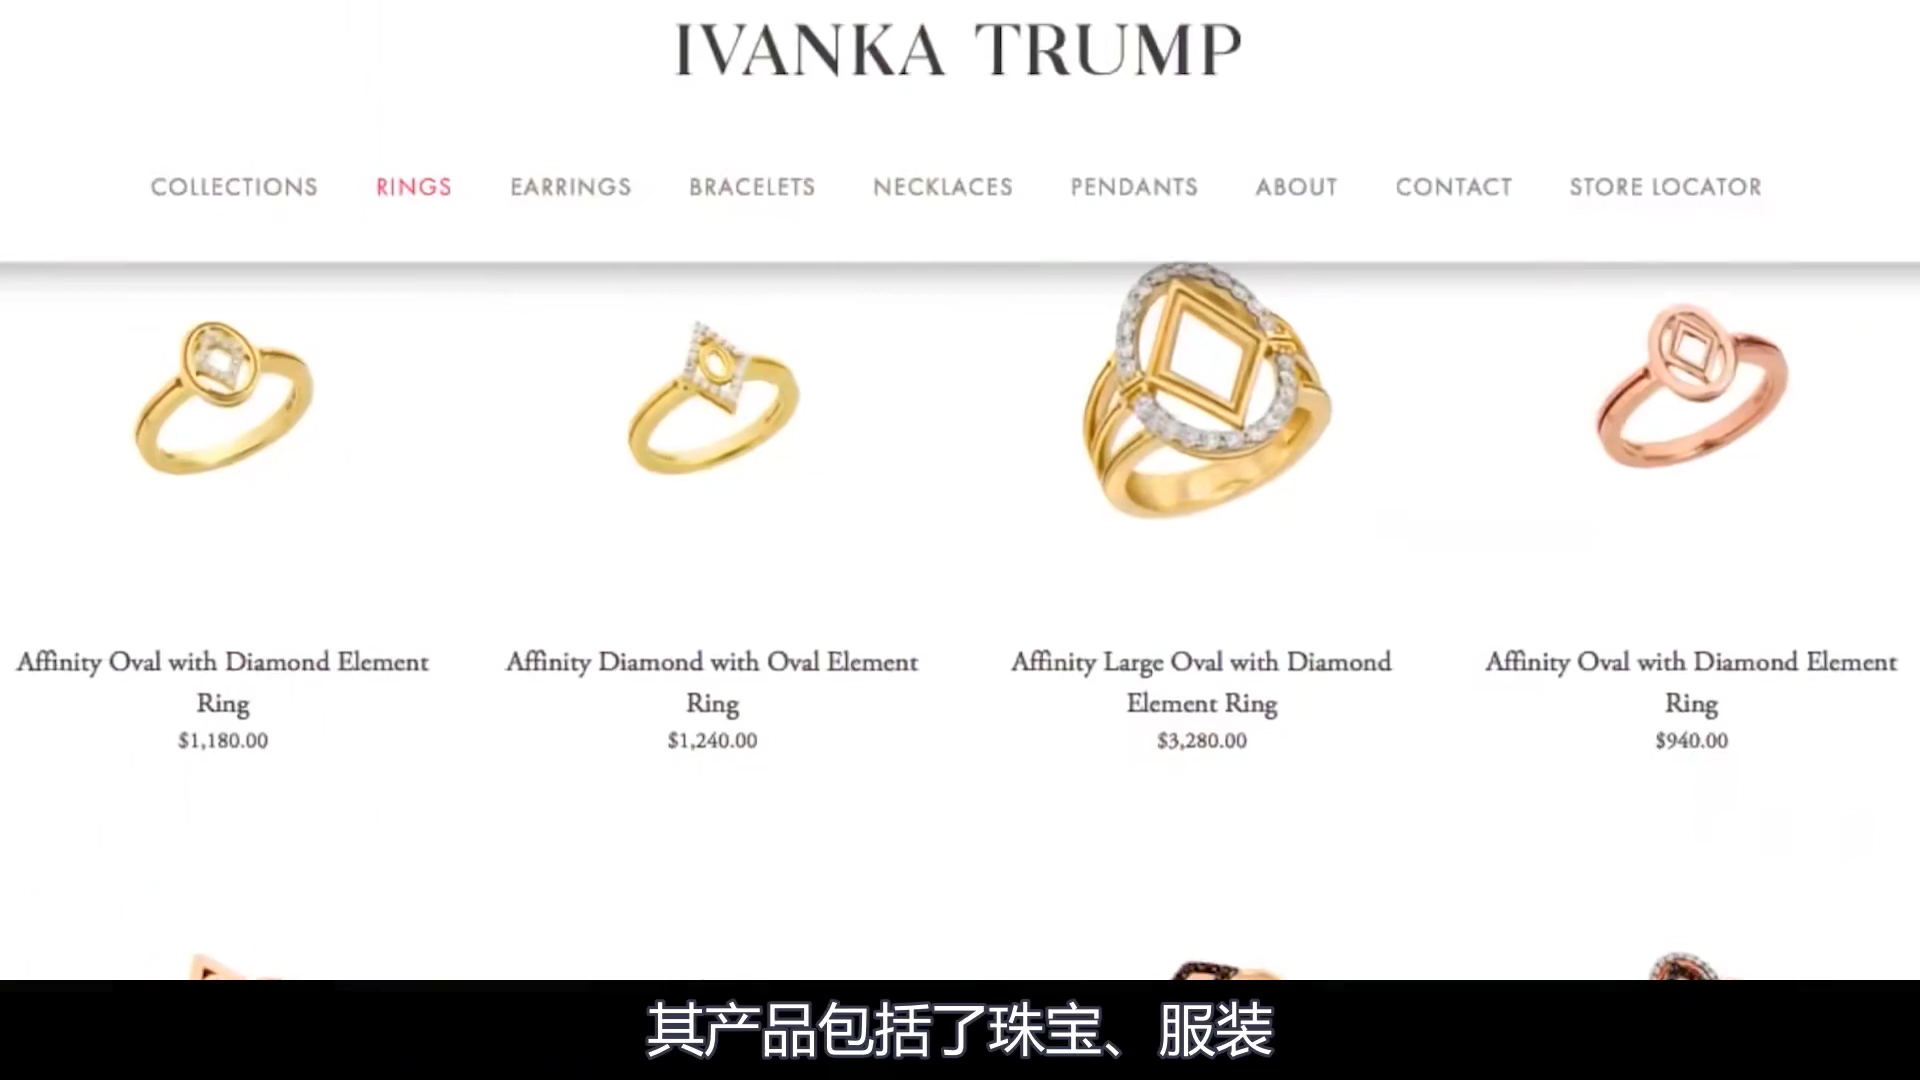 IVANKA TRUMP
COLLECTIONS RINGS EARRINGS BRACELETS NECKLACES PENDANTS ABOUT CONTACT STORE LOCATOR
Affinity Oval with Diamond Element
Ring
$1,180.00
Affinity Diamond with Oval Element
Ring
$1,240.00
Affinity Large Oval with Diamond
Element Ring
$3,280.00
Affinity Oval with Diamond Element
Ring
$940.00
其产品包括了珠宝、服装